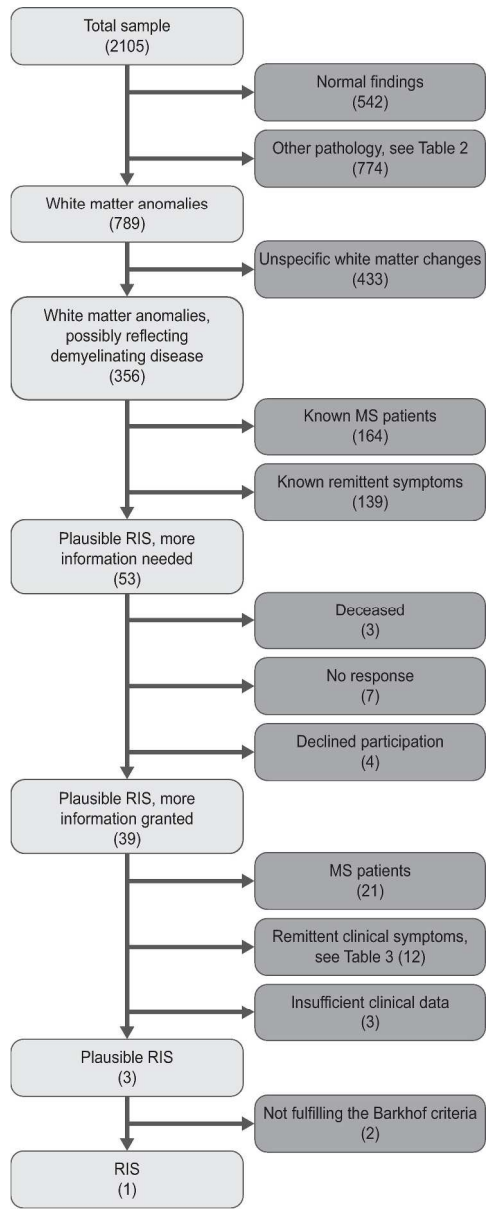 Total sample
(2105)
Normal findings
(542)
Other pathology, see Table 2
(774)
White matter anomalies
(789)
Unspecific white matter changes
(433)
White matter anomalies,
possibly reflecting
demyelinating disease
(356)
Known MS patients
(164)
Known remittent symptoms
(139)
Plausible RIS, more
information needed
(53)
Deceased
(3)
No response
(7)
Declined participation
(4)
Plausible RIS, more
information granted
(39)
MS patients
(21)
Remittent clinical symptoms,
see Table 3 (12)
Insufficient clinical data
(3)
Plausible RIS
(3)
Not fulfilling the Barkhof criteria
(2)
RIS
(1)